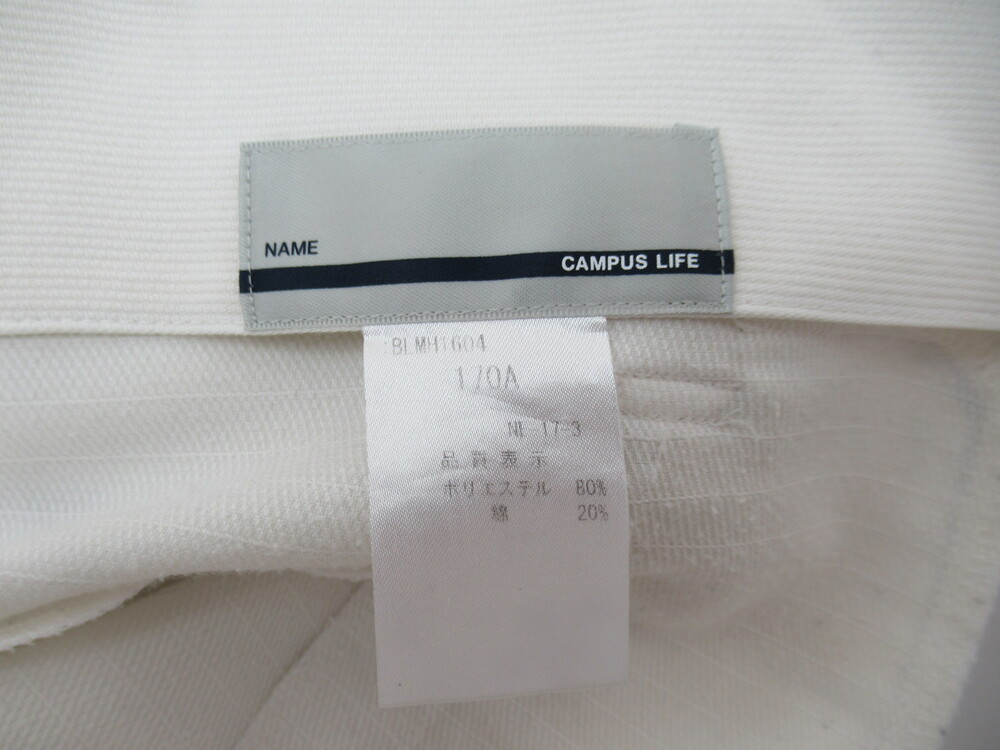 NAME
CAMPUS LIFE
BLMH1604
170A
NL 17-3
品質表示
ポリエステル 80%
綿 20%